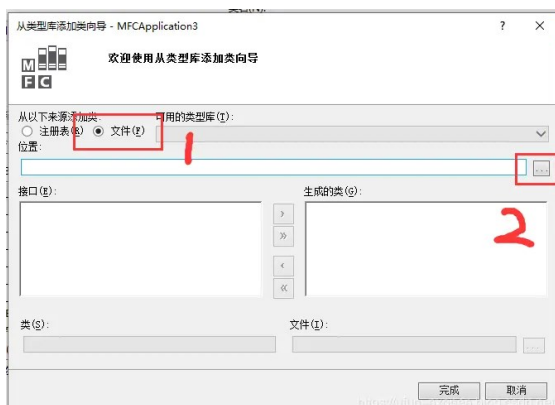 从类型库添加类向导 - MFCApplication3
? ×
MFC
欢迎使用从类型库添加类向导
从以下来源添加类:
可用的类型库(T):
注册表(R) 文件(F)
1
位置:
...
接口(E):
生成的类(G):
>
»
2
<
«
类(S):
文件(I):
...
完成 取消